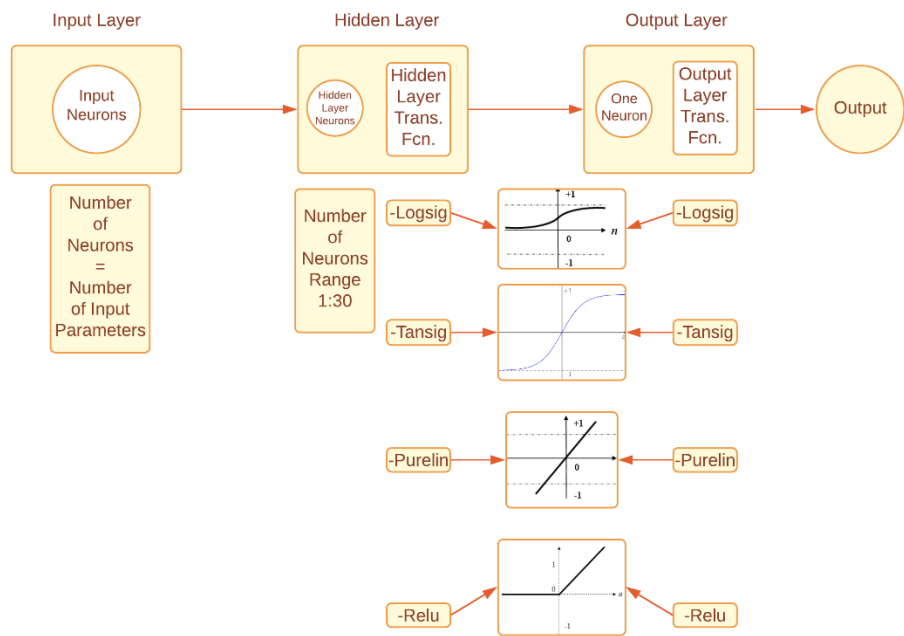 Input Layer
Hidden Layer
Output Layer
Input
Neurons
Hidden
Layer
Neurons
Hidden
Layer
Trans.
Fcn.
One
Neuron
Output
Layer
Trans.
Fcn.
Output
Number
of
Neurons
=
Number
of Input
Parameters
Number
of
Neurons
Range
1:30
-Logsig
+1
n
0
-1
-Logsig
-Tansig
+1
-1
-Tansig
-Purelin
+1
0
-1
-Purelin
-Relu
1
0
-1
-Relu